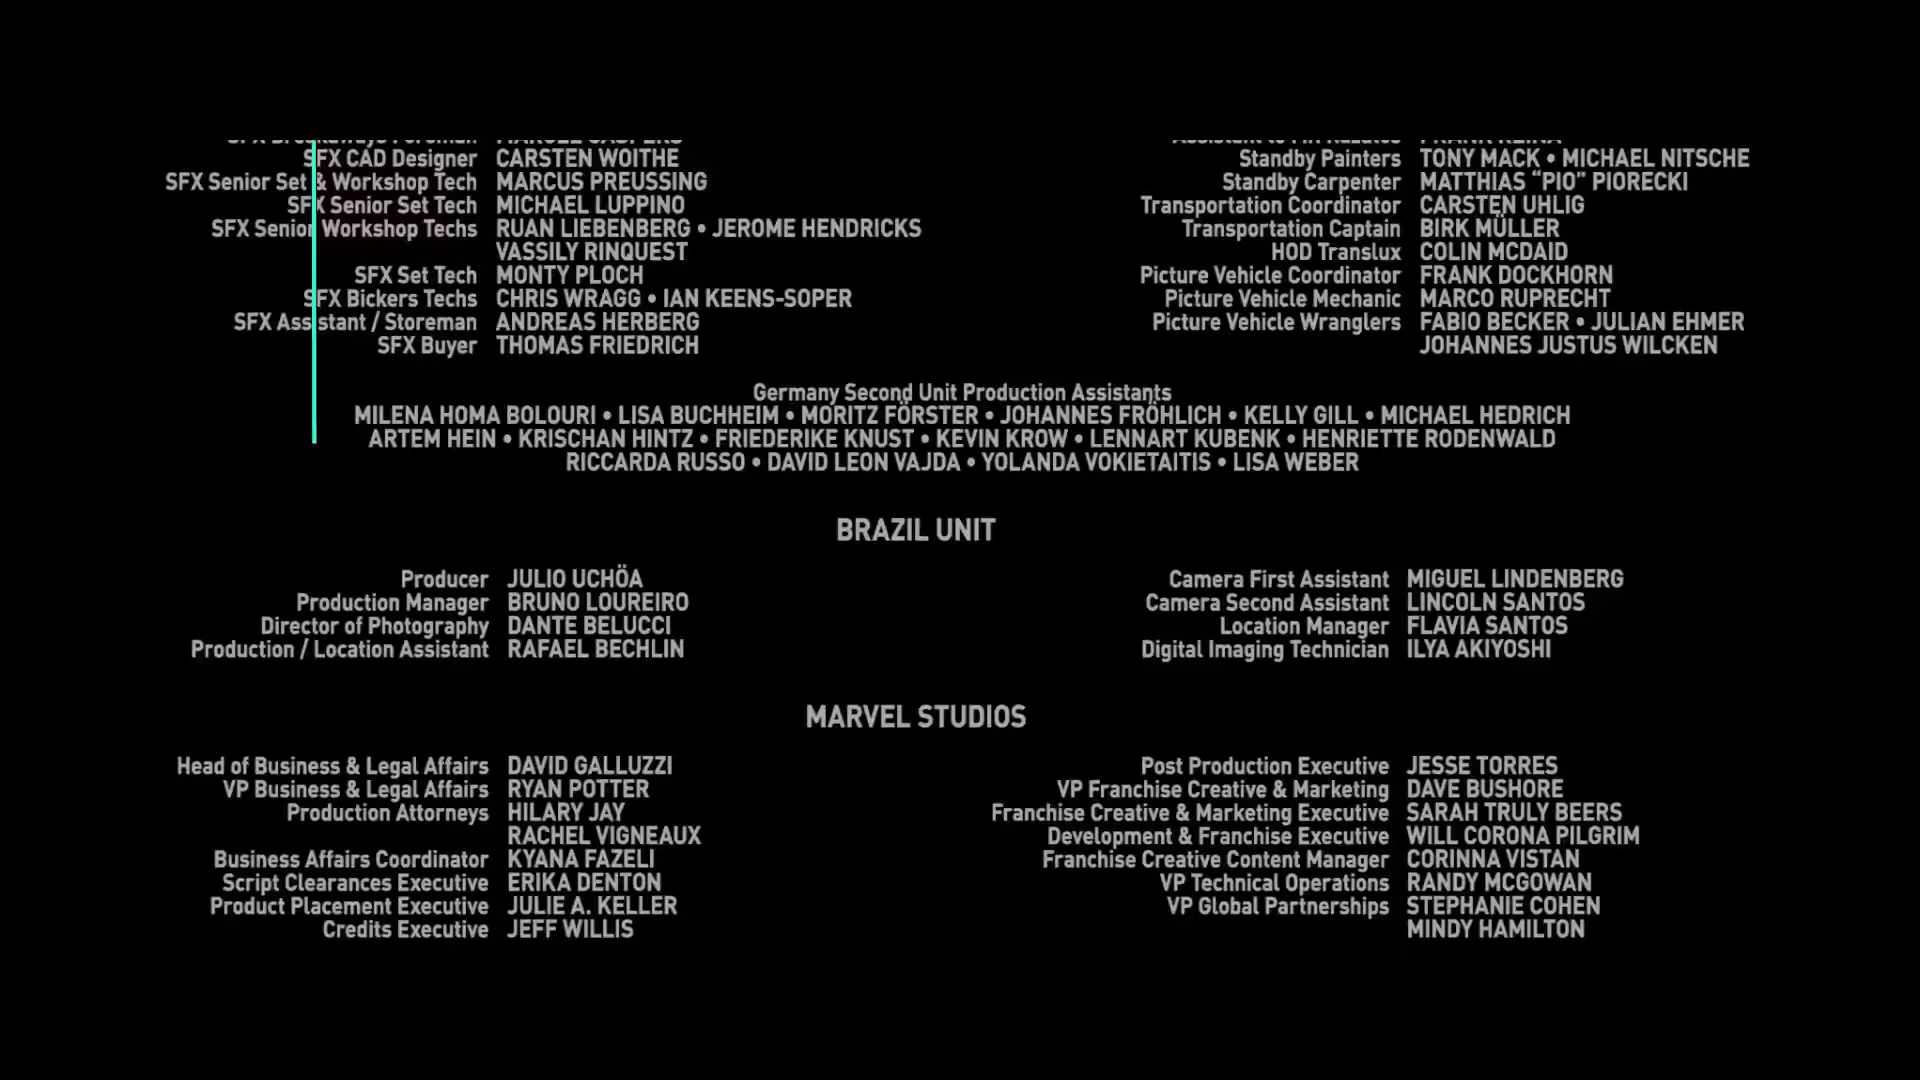 SFX Breakaways Foreman MARCEL CASPERS
SFX CAD Designer CARSTEN WOITHE
SFX Senior Set & Workshop Tech MARCUS PREUSSING
SFX Senior Set Tech MICHAEL LUPPINO
SFX Senior Workshop Techs RUAN LIEBENBERG • JEROME HENDRICKS
VASSILY RINQUEST
SFX Set Tech MONTY PLOCH
SFX Bickers Techs CHRIS WRAGG • IAN KEENS-SOPER
SFX Assistant / Storeman ANDREAS HERBERG
SFX Buyer THOMAS FRIEDRICH
Standby Painters TONY MACK • MICHAEL NITSCHE
Standby Carpenter MATTHIAS “PIO” PIORECKI
Transportation Coordinator CARSTEN UHLIG
Transportation Captain BIRK MÜLLER
HOD Translux COLIN MCDAID
Picture Vehicle Coordinator FRANK DOCKHORN
Picture Vehicle Mechanic MARCO RUPRECHT
Picture Vehicle Wranglers FABIO BECKER • JULIAN EHMER
JOHANNES JUSTUS WILCKEN
Germany Second Unit Production Assistants
MILENA HOMA BOLOURI • LISA BUCHHEIM • MORITZ FÖRSTER • JOHANNES FRÖHLICH • KELLY GILL • MICHAEL HEDRICH
ARTEM HEIN • KRISCHAN HINTZ • FRIEDERIKE KNUST • KEVIN KROW • LENNART KUBENK • HENRIETTE RODENWALD
RICCARDA RUSSO • DAVID LEON VAJDA • YOLANDA VOKIETAITIS • LISA WEBER
BRAZIL UNIT
Producer JULIO UCHÖA
Production Manager BRUNO LOUREIRO
Director of Photography DANTE BELUCCI
Production / Location Assistant RAFAEL BECHLIN
Camera First Assistant MIGUEL LINDENBERG
Camera Second Assistant LINCOLN SANTOS
Location Manager FLAVIA SANTOS
Digital Imaging Technician ILYA AKIYOSHI
MARVEL STUDIOS
Head of Business & Legal Affairs DAVID GALLUZZI
VP Business & Legal Affairs RYAN POTTER
Production Attorneys HILARY JAY
RACHEL VIGNEAUX
Business Affairs Coordinator KYANA FAZELI
Script Clearances Executive ERIKA DENTON
Product Placement Executive JULIE A. KELLER
Credits Executive JEFF WILLIS
Post Production Executive JESSE TORRES
VP Franchise Creative & Marketing DAVE BUSHORE
Franchise Creative & Marketing Executive SARAH TRULY BEERS
Development & Franchise Executive WILL CORONA PILGRIM
Franchise Creative Content Manager CORINNA VISTAN
VP Technical Operations RANDY MCGOWAN
VP Global Partnerships STEPHANIE COHEN
MINDY HAMILTON